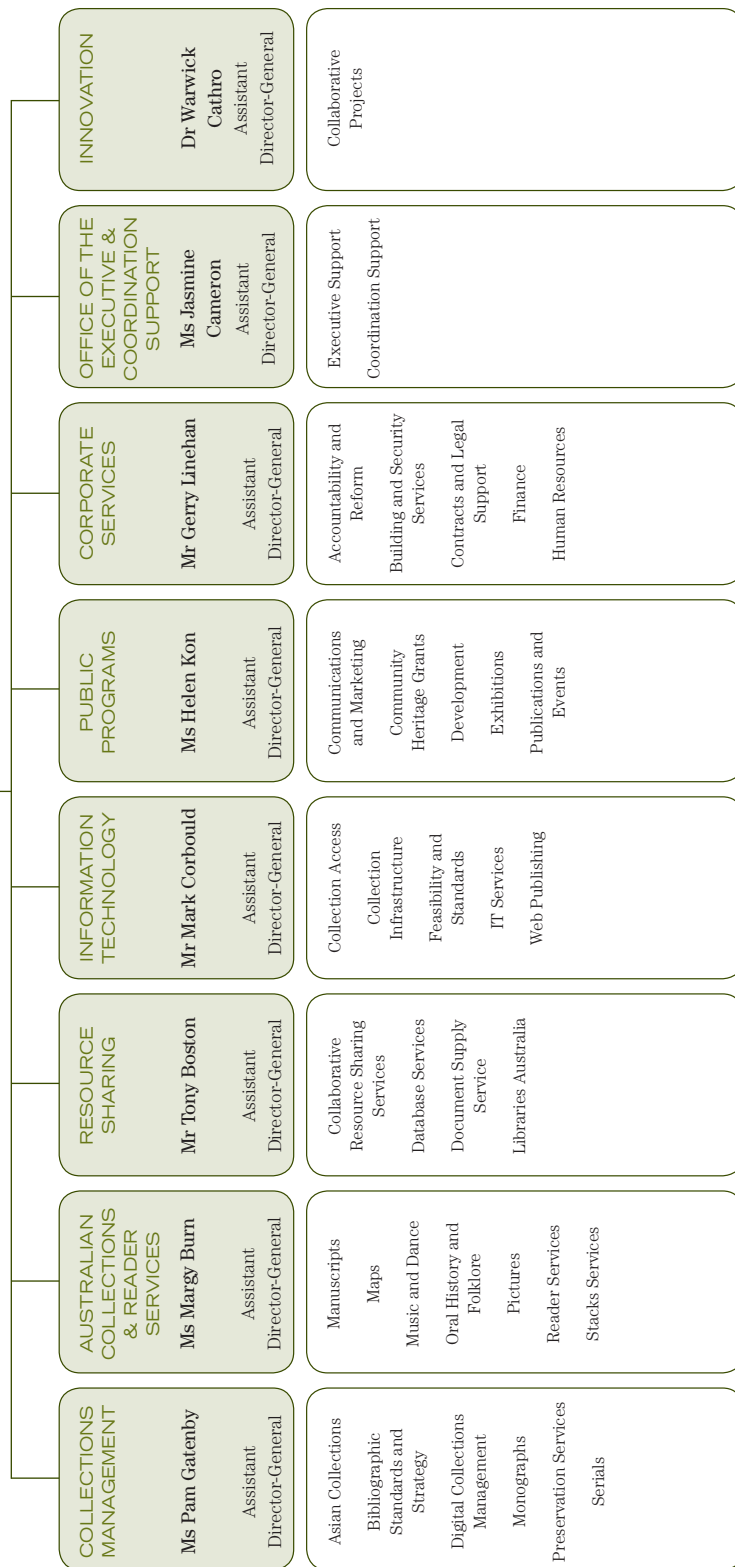 COLLECTIONS
MANAGEMENT
Ms Pam Gatenby
Assistant
Director-General
Asian Collections
Bibliographic
Standards and
Strategy
Digital Collections
Management
Monographs
Preservation Services
Serials
AUSTRALIAN
COLLECTIONS
& READER
SERVICES
Ms Margy Burn
Assistant
Director-General
Manuscripts
Maps
Music and Dance
Oral History and
Folklore
Pictures
Reader Services
Stacks Services
RESOURCE
SHARING
Mr Tony Boston
Assistant
Director-General
Collaborative
Resource Sharing
Services
Database Services
Document Supply
Service
Libraries Australia
INFORMATION
TECHNOLOGY
Mr Mark Corbould
Assistant
Director-General
Collection Access
Collection
Infrastructure
Feasibility and
Standards
IT Services
Web Publishing
PUBLIC
PROGRAMS
Ms Helen Kon
Assistant
Director-General
Communications
and Marketing
Community
Heritage Grants
Development
Exhibitions
Publications and
Events
CORPORATE
SERVICES
Mr Gerry Linehan
Assistant
Director-General
Accountability and
Reform
Building and Security
Services
Contracts and Legal
Support
Finance
Human Resources
OFFICE OF THE
EXECUTIVE &
COORDINATION
SUPPORT
Ms Jasmine
Cameron
Assistant
Director-General
Executive Support
Coordination Support
INNOVATION
Dr Warwick
Cathro
Assistant
Director-General
Collaborative
Projects